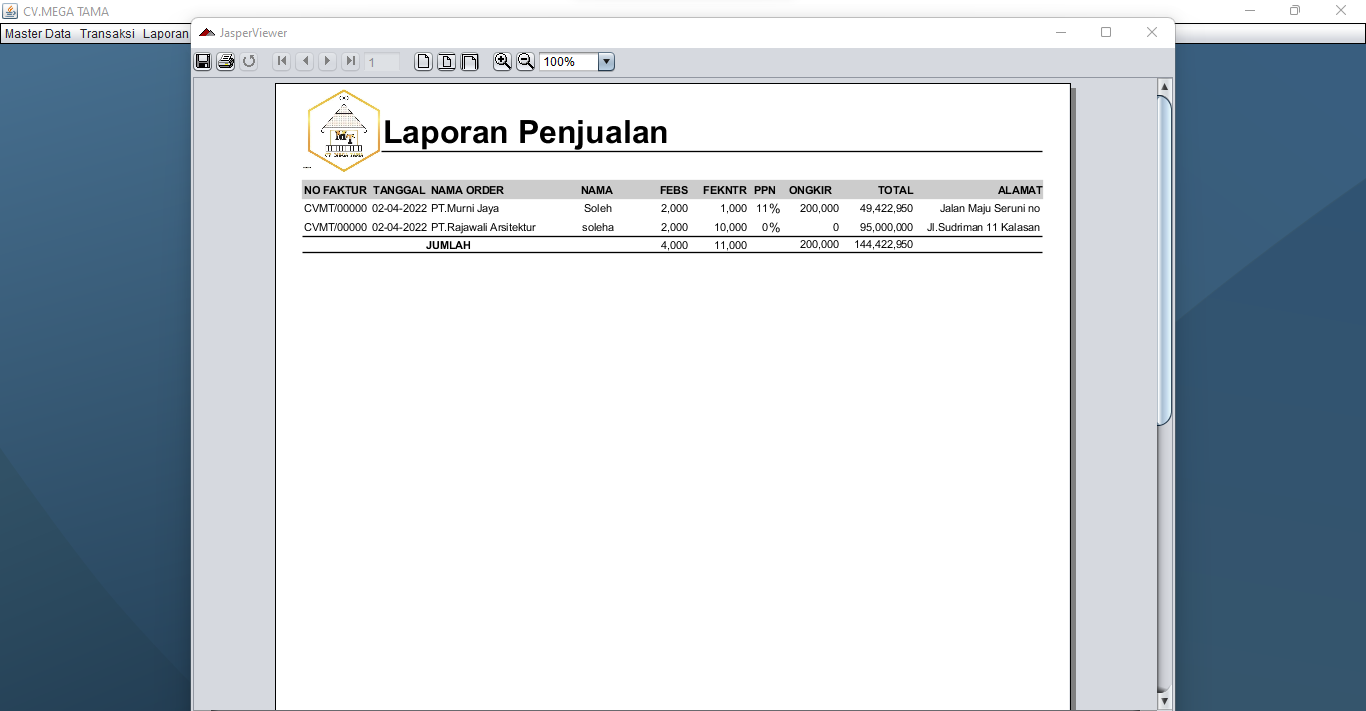 CV.MEGA TAMA
Master Data Transaksi Laporan
JasperViewer
1 100%
Laporan Penjualan
NO FAKTUR TANGGAL NAMA ORDER NAMA FEBS FEKNTR PPN ONGKIR TOTAL ALAMAT
CVMT/00000 02-04-2022 PT.Murni Jaya Soleh 2,000 1,000 11% 200,000 49,422,950 Jalan Maju Seruni no
CVMT/00000 02-04-2022 PT.Rajawali Arsitektur soleha 2,000 10,000 0% 0 95,000,000 Jl.Sudriman 11 Kalasan
JUMLAH 4,000 11,000 200,000 144,422,950